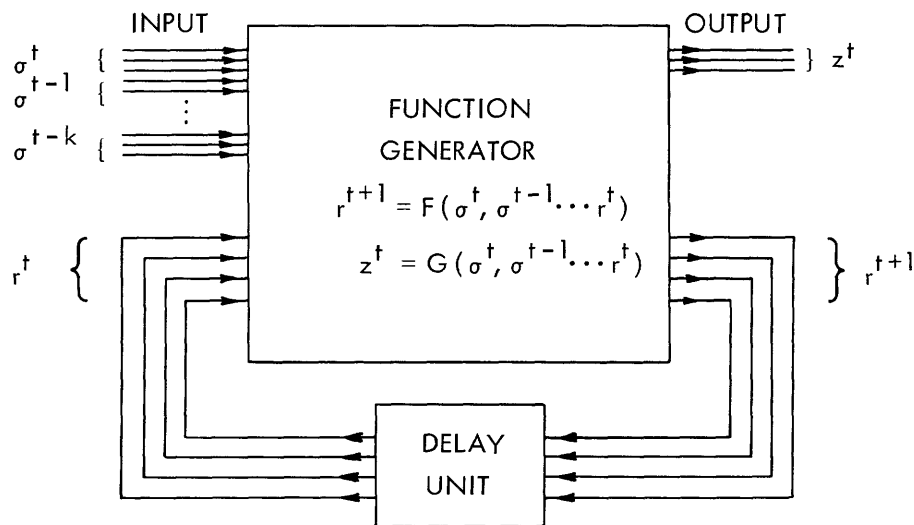 INPUT
OUTPUT
σ^t {
} z^t
σ^{t-1} {
⋮
σ^{t-k} {
FUNCTION
GENERATOR
r^{t+1} = F(σ^t, σ^{t-1}···r^t)
z^t = G(σ^t, σ^{t-1}···r^t)
r^t {
} r^{t+1}
DELAY
UNIT